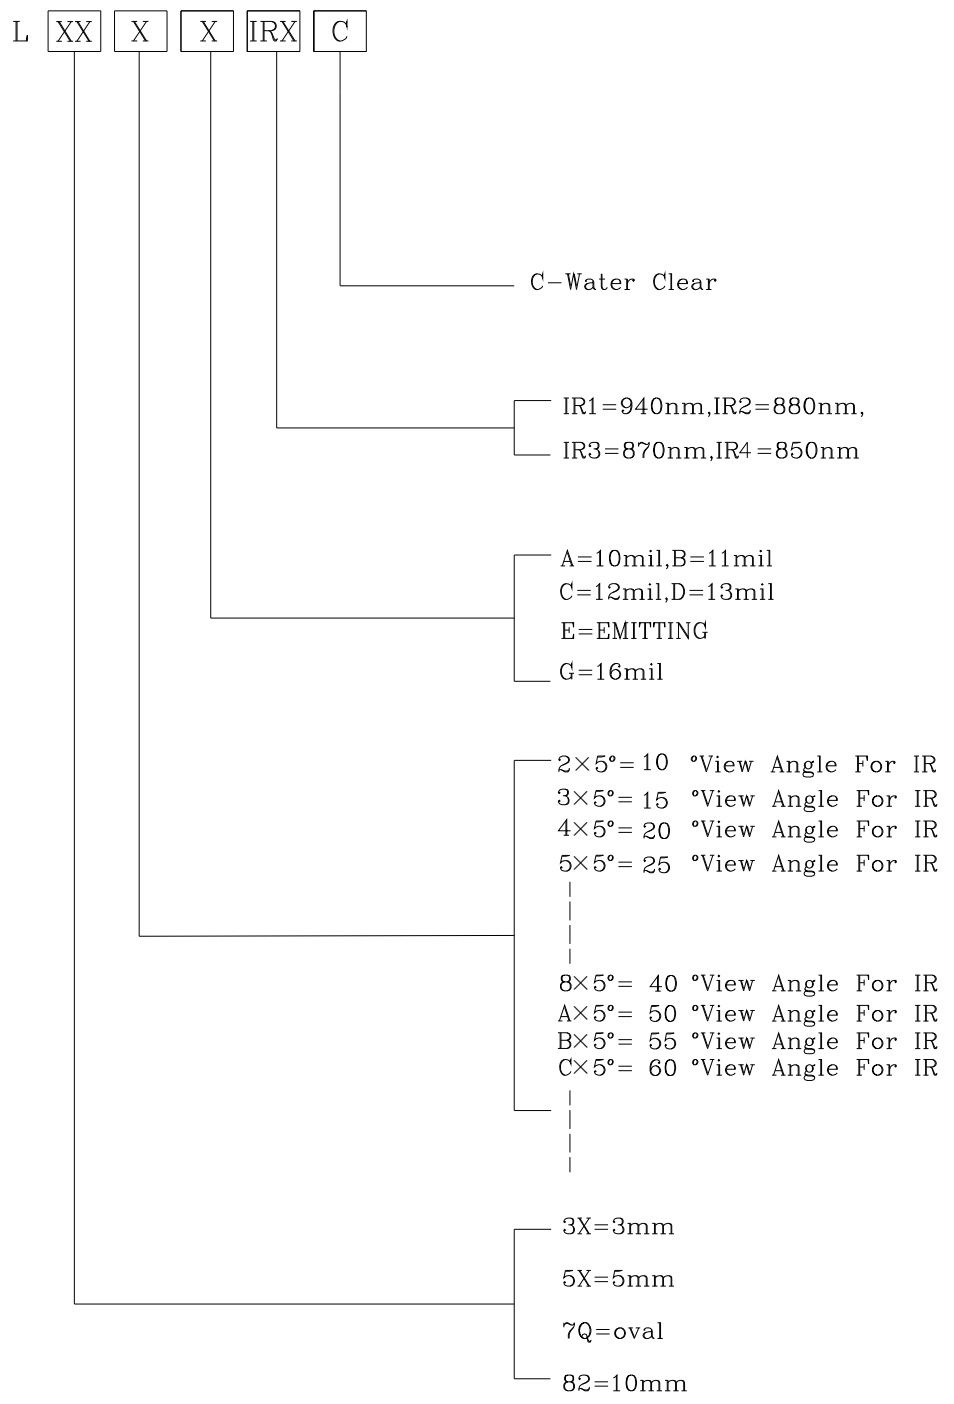 L XX X X IRX C
C-Water Clear
IR1=940nm,IR2=880nm,
IR3=870nm,IR4=850nm
A=10mil,B=11mil
C=12mil,D=13mil
E=EMITTING
G=16mil
2×5°= 10 °View Angle For IR
3×5°= 15 °View Angle For IR
4×5°= 20 °View Angle For IR
5×5°= 25 °View Angle For IR
8×5°= 40 °View Angle For IR
A×5°= 50 °View Angle For IR
B×5°= 55 °View Angle For IR
C×5°= 60 °View Angle For IR
3X=3mm
5X=5mm
7Q=oval
82=10mm